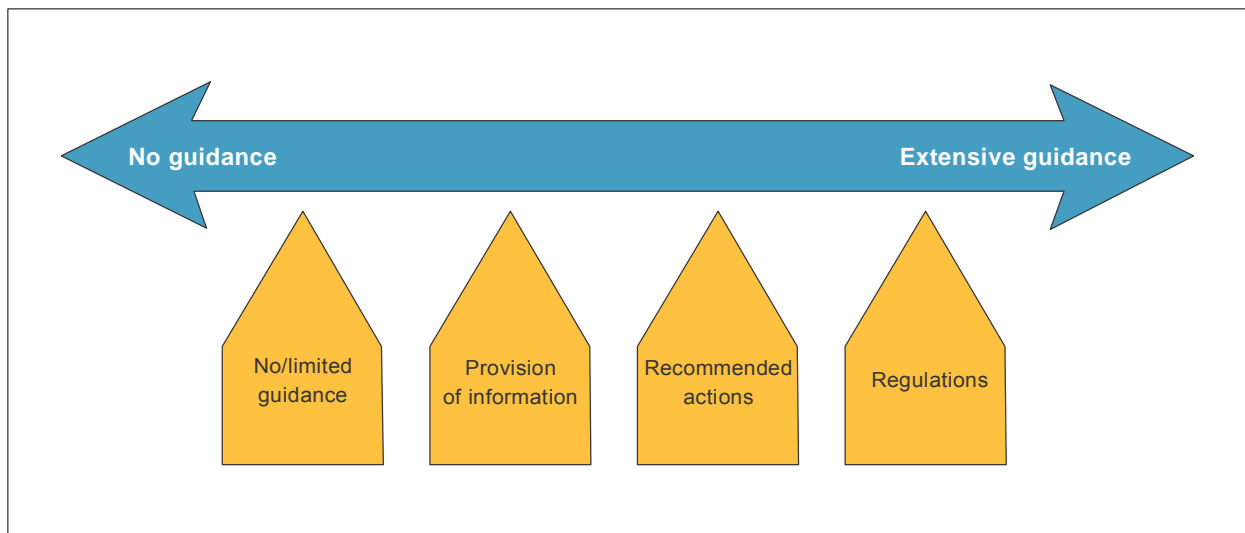 No guidance
Extensive guidance
No/limited
guidance
Provision
of information
Recommended
actions
Regulations